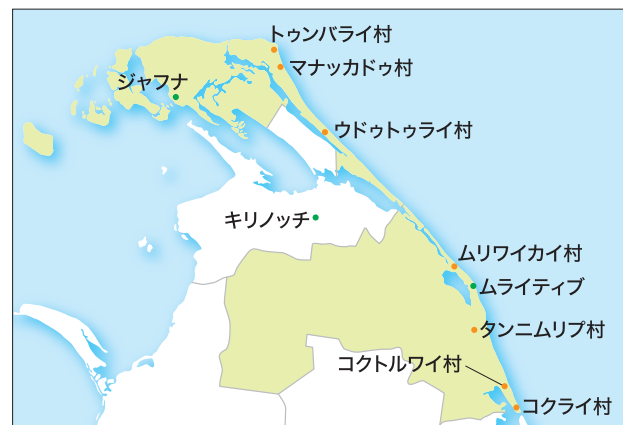 トゥンバライ村
マナッカドゥ村
ジャフナ
ウドゥトゥライ村
キリノッチ
ムリワイカイ村
ムライティブ
タンニムリプ村
コクトルワイ村
コクライ村